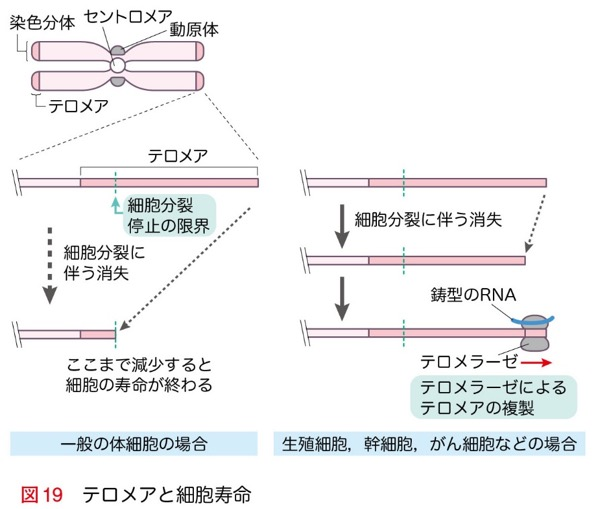 セントロメア
染色分体
動原体
テロメア
テロメア
細胞分裂
停止の限界
細胞分裂に
伴う消失
ここまで減少すると
細胞の寿命が終わる
一般の体細胞の場合
細胞分裂に伴う消失
鋳型のRNA
テロメラーゼ
テロメラーゼによる
テロメアの複製
生殖細胞，幹細胞，がん細胞などの場合
図19 テロメアと細胞寿命